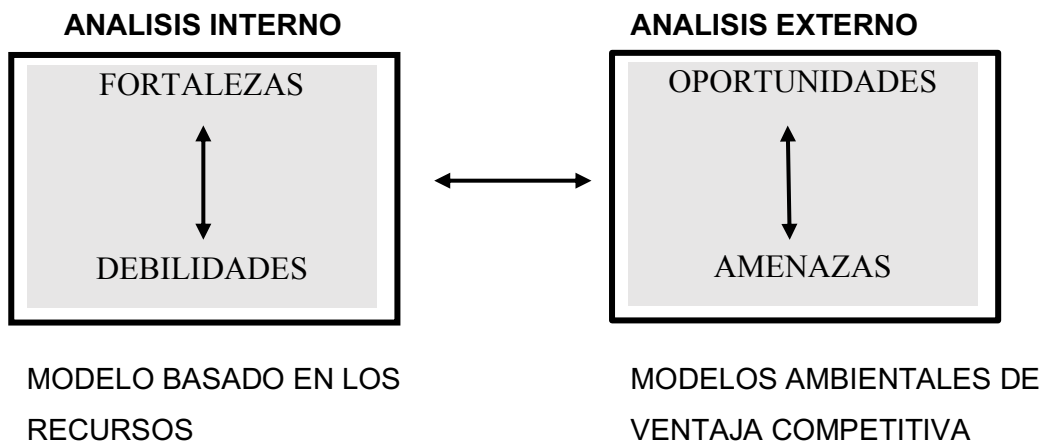 ANALISIS INTERNO
FORTALEZAS
DEBILIDADES
MODELO BASADO EN LOS
RECURSOS
ANALISIS EXTERNO
OPORTUNIDADES
AMENAZAS
MODELOS AMBIENTALES DE
VENTAJA COMPETITIVA